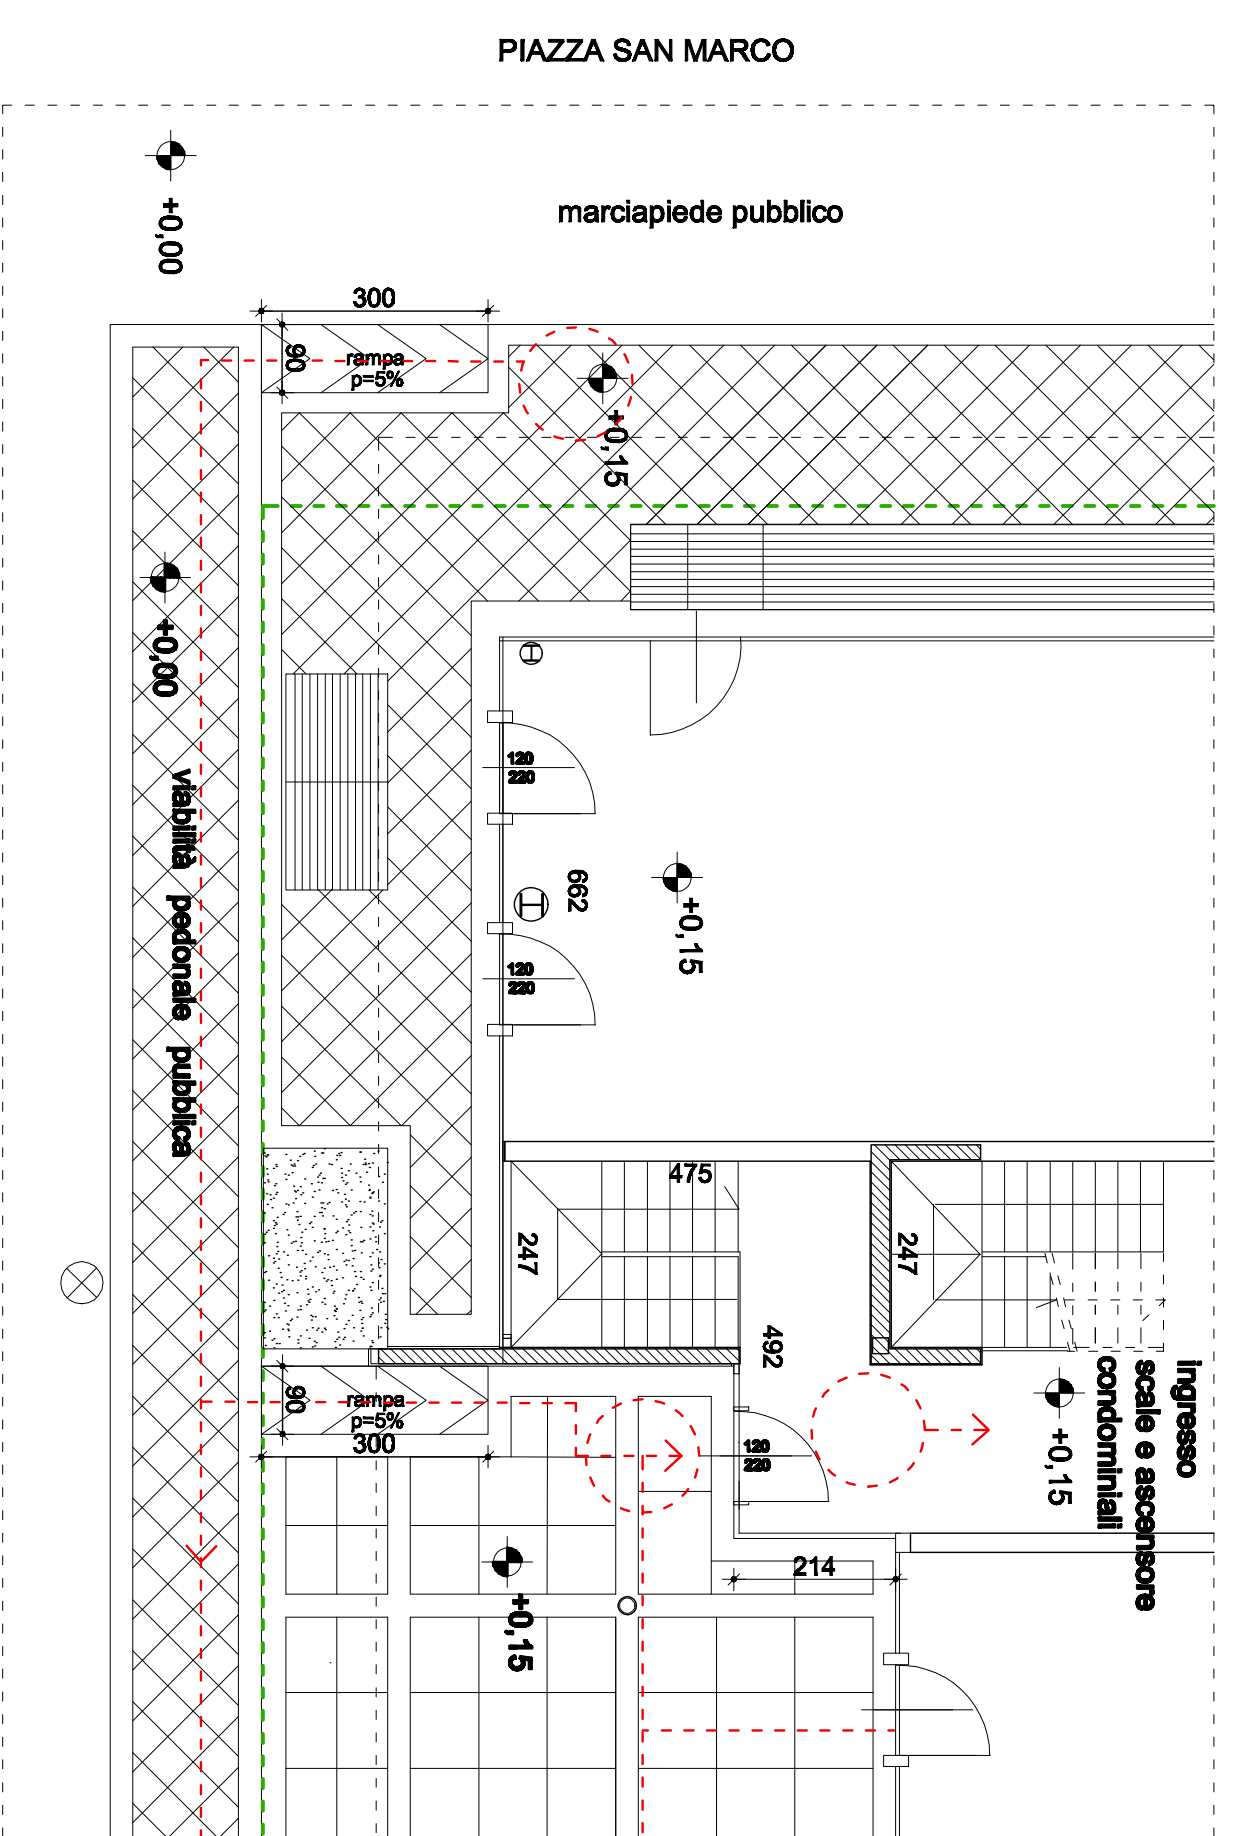 PIAZZA SAN MARCO
+0,00
marciapiede pubblico
300
90
rampa
p=5%
+0,15
+0,00
viabilità pedonale pubblica
120
220
662
+0,15
120
220
475
247
247
492
ingresso
scale e ascensore
condominiali
+0,15
90
rampa
p=5%
300
120
220
214
+0,15